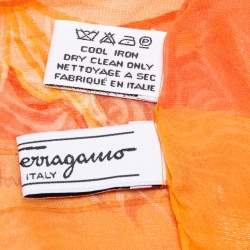 COOL IRON
DRY CLEAN ONLY
NETTOYAGE A SEC
FABRIQUÉ EN ITALIE
Ferragamo
ITALY